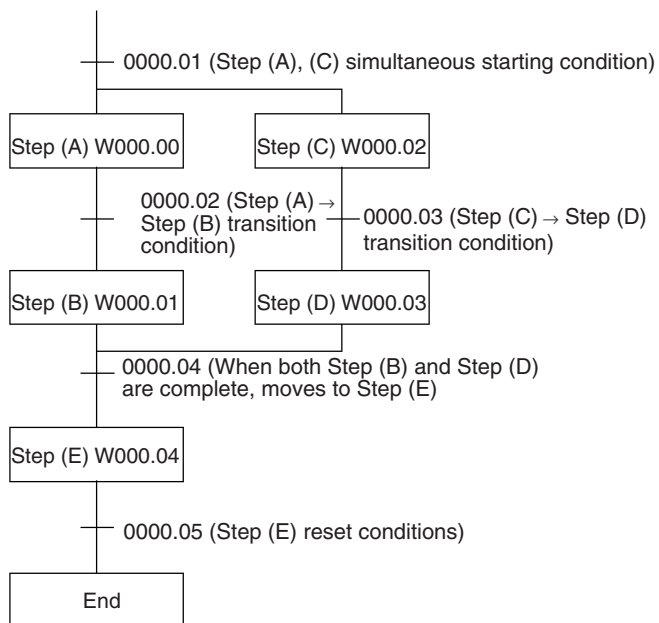 0000.01 (Step (A), (C) simultaneous starting condition)
Step (A) W000.00
Step (C) W000.02
0000.02 (Step (A) →
Step (B) transition
condition)
0000.03 (Step (C) → Step (D)
transition condition)
Step (B) W000.01
Step (D) W000.03
0000.04 (When both Step (B) and Step (D)
are complete, moves to Step (E)
Step (E) W000.04
0000.05 (Step (E) reset conditions)
End